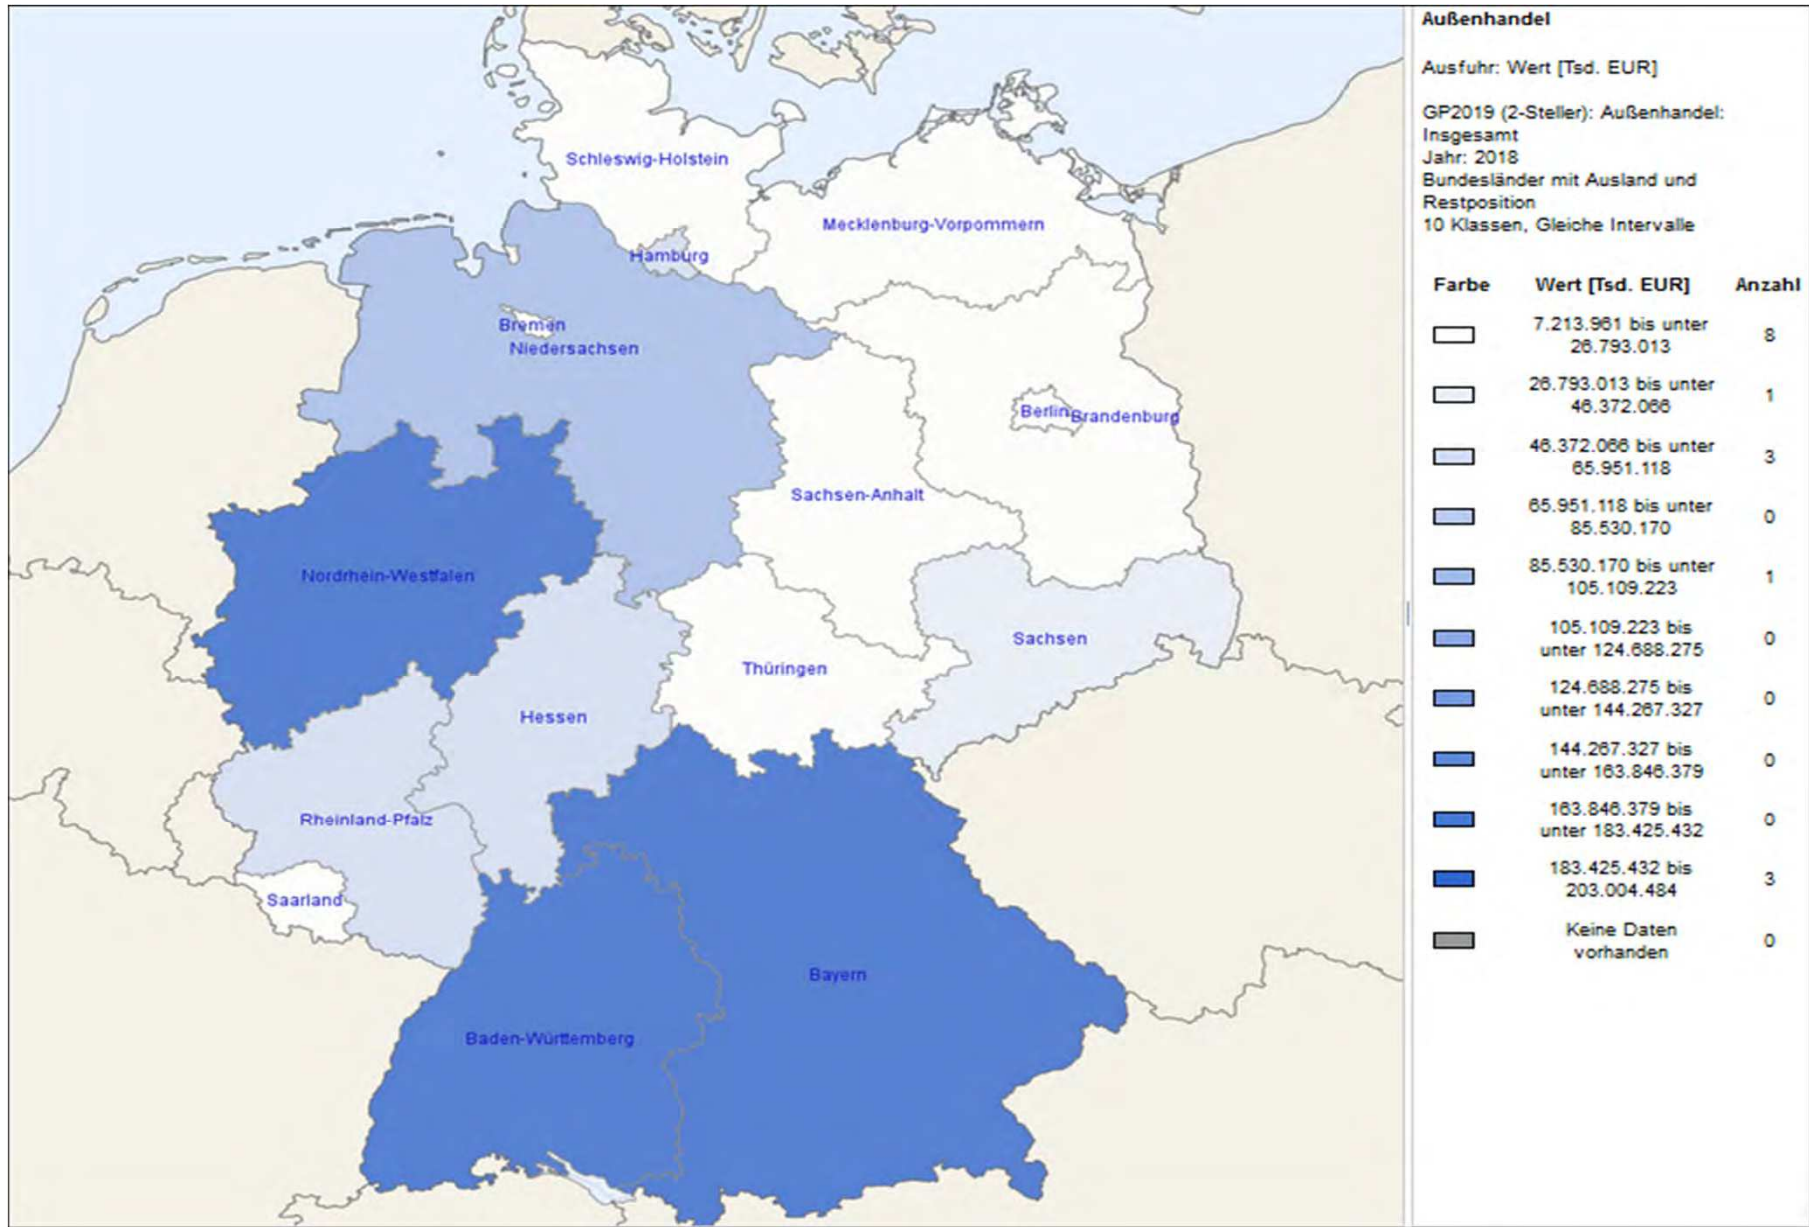 Schleswig-Holstein
Mecklenburg-Vorpommern
Hamburg
Bremen
Niedersachsen
Berlin
Brandenburg
Sachsen-Anhalt
Nordrhein-Westfalen
Sachsen
Thüringen
Hessen
Rheinland-Pfalz
Saarland
Bayern
Baden-Württemberg
Außenhandel
Ausfuhr: Wert [Tsd. EUR]
GP2019 (2-Steller): Außenhandel:
Insgesamt
Jahr: 2018
Bundesländer mit Ausland und
Restposition
10 Klassen, Gleiche Intervalle
Farbe Wert [Tsd. EUR] Anzahl
7.213.961 bis unter
26.793.013
8
26.793.013 bis unter
46.372.066
1
46.372.066 bis unter
65.951.118
3
65.951.118 bis unter
85.530.170
0
85.530.170 bis unter
105.109.223
1
105.109.223 bis
unter 124.688.275
0
124.688.275 bis
unter 144.267.327
0
144.267.327 bis
unter 163.846.379
0
163.846.379 bis
unter 183.425.432
0
183.425.432 bis
203.004.484
3
Keine Daten
vorhanden
0